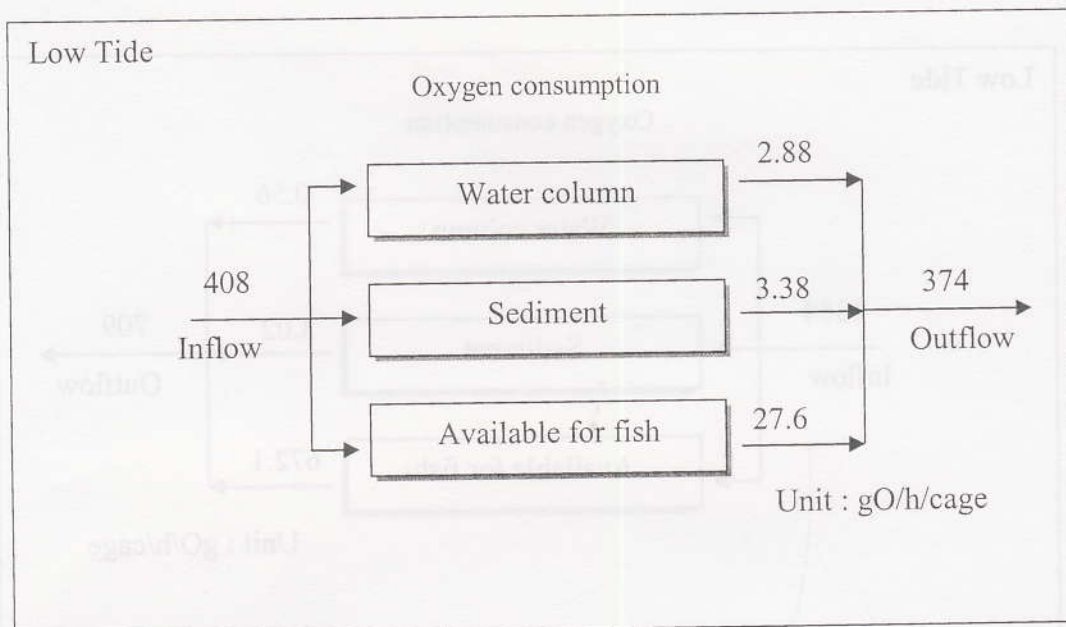 Low Tide
Oxygen consumption
Water column
2.88
408
Inflow
Sediment
3.38
374
Outflow
Available for fish
27.6
Unit : gO/h/cage